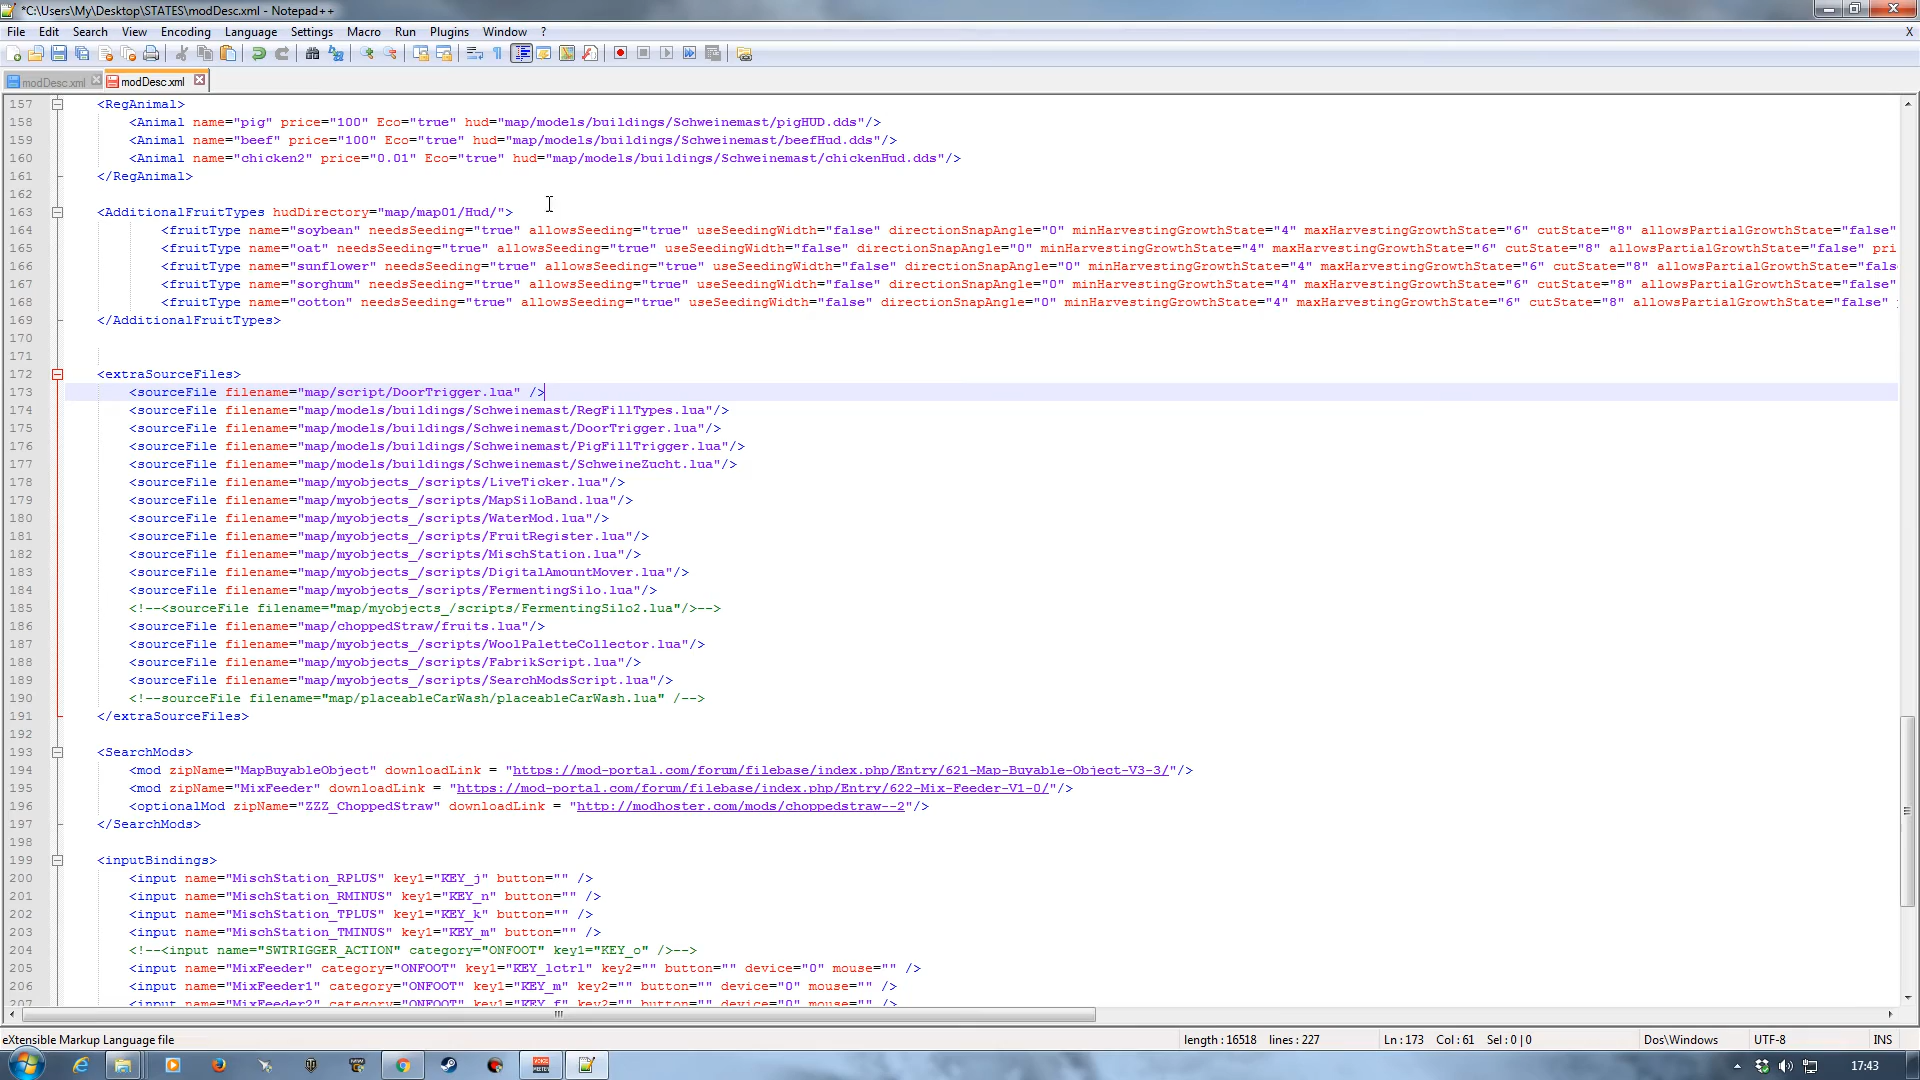 *C:\Users\My\Desktop\STATES\modDesc.xml - Notepad++
File Edit Search View Encoding Language Settings Macro Run Plugins Window ? X
modDesc.xml modDesc.xml
157 <RegAnimal>
158 <Animal name="pig" price="100" Eco="true" hud="map/models/buildings/Schweinemast/pigHUD.dds"/>
159 <Animal name="beef" price="100" Eco="true" hud="map/models/buildings/Schweinemast/beefHud.dds"/>
160 <Animal name="chicken2" price="0.01" Eco="true" hud="map/models/buildings/Schweinemast/chickenHud.dds"/>
161 </RegAnimal>
162
163 <AdditionalFruitTypes hudDirectory="map/map01/Hud/">
164 <fruitType name="soybean" needsSeeding="true" allowsSeeding="true" useSeedingWidth="false" directionSnapAngle="0" minHarvestingGrowthState="4" maxHarvestingGrowthState="6" cutState="8" allowsPartialGrowthState="false"
165 <fruitType name="oat" needsSeeding="true" allowsSeeding="true" useSeedingWidth="false" directionSnapAngle="0" minHarvestingGrowthState="4" maxHarvestingGrowthState="6" cutState="8" allowsPartialGrowthState="false" pri
166 <fruitType name="sunflower" needsSeeding="true" allowsSeeding="true" useSeedingWidth="false" directionSnapAngle="0" minHarvestingGrowthState="4" maxHarvestingGrowthState="6" cutState="8" allowsPartialGrowthState="fals
167 <fruitType name="sorghum" needsSeeding="true" allowsSeeding="true" useSeedingWidth="false" directionSnapAngle="0" minHarvestingGrowthState="4" maxHarvestingGrowthState="6" cutState="8" allowsPartialGrowthState="false"
168 <fruitType name="cotton" needsSeeding="true" allowsSeeding="true" useSeedingWidth="false" directionSnapAngle="0" minHarvestingGrowthState="4" maxHarvestingGrowthState="6" cutState="8" allowsPartialGrowthState="false"
169 </AdditionalFruitTypes>
170
171
172 <extraSourceFiles>
173 <sourceFile filename="map/script/DoorTrigger.lua" />
174 <sourceFile filename="map/models/buildings/Schweinemast/RegFillTypes.lua"/>
175 <sourceFile filename="map/models/buildings/Schweinemast/DoorTrigger.lua"/>
176 <sourceFile filename="map/models/buildings/Schweinemast/PigFillTrigger.lua"/>
177 <sourceFile filename="map/models/buildings/Schweinemast/SchweineZucht.lua"/>
178 <sourceFile filename="map/myobjects_/scripts/LiveTicker.lua"/>
179 <sourceFile filename="map/myobjects_/scripts/MapSiloBand.lua"/>
180 <sourceFile filename="map/myobjects_/scripts/WaterMod.lua"/>
181 <sourceFile filename="map/myobjects_/scripts/FruitRegister.lua"/>
182 <sourceFile filename="map/myobjects_/scripts/MischStation.lua"/>
183 <sourceFile filename="map/myobjects_/scripts/DigitalAmountMover.lua"/>
184 <sourceFile filename="map/myobjects_/scripts/FermentingSilo.lua"/>
185 <!--<sourceFile filename="map/myobjects_/scripts/FermentingSilo2.lua"/>-->
186 <sourceFile filename="map/choppedStraw/fruits.lua"/>
187 <sourceFile filename="map/myobjects_/scripts/WoolPaletteCollector.lua"/>
188 <sourceFile filename="map/myobjects_/scripts/FabrikScript.lua"/>
189 <sourceFile filename="map/myobjects_/scripts/SearchModsScript.lua"/>
190 <!--sourceFile filename="map/placeableCarWash/placeableCarWash.lua" /-->
191 </extraSourceFiles>
192
193 <SearchMods>
194 <mod zipName="MapBuyableObject" downloadLink = "https://mod-portal.com/forum/filebase/index.php/Entry/621-Map-Buyable-Object-V3-3/"/>
195 <mod zipName="MixFeeder" downloadLink = "https://mod-portal.com/forum/filebase/index.php/Entry/622-Mix-Feeder-V1-0/"/>
196 <optionalMod zipName="ZZZ_ChoppedStraw" downloadLink = "http://modhoster.com/mods/choppedstraw--2"/>
197 </SearchMods>
198
199 <inputBindings>
200 <input name="MischStation_RPLUS" key1="KEY_j" button="" />
201 <input name="MischStation_RMINUS" key1="KEY_n" button="" />
202 <input name="MischStation_TPLUS" key1="KEY_k" button="" />
203 <input name="MischStation_TMINUS" key1="KEY_m" button="" />
204 <!--<input name="SWTRIGGER_ACTION" category="ONFOOT" key1="KEY_o" />-->
205 <input name="MixFeeder" category="ONFOOT" key1="KEY_lctrl" key2="" button="" device="0" mouse="" />
206 <input name="MixFeeder1" category="ONFOOT" key1="KEY_m" key2="" button="" device="0" mouse="" />
207 <input name="MixFeeder2" category="ONFOOT" key1="KEY_f" key2="" button="" device="0" mouse="" />
eXtensible Markup Language file length : 16518 lines : 227 Ln : 173 Col : 61 Sel : 0 | 0 Dos\Windows UTF-8 INS
17:43